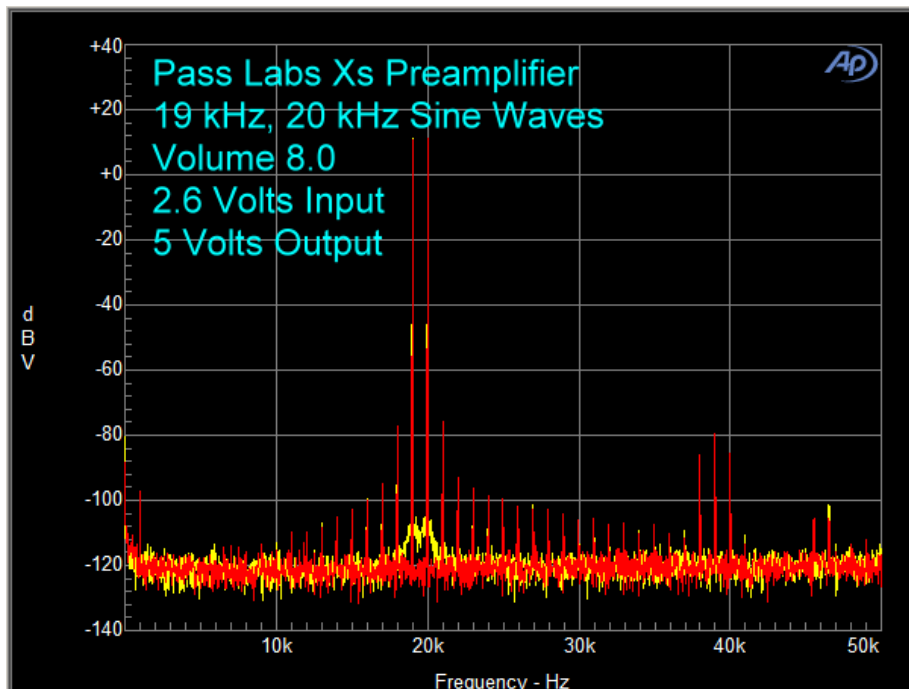 +40
Pass Labs Xs Preamplifier
Ap
+20
19 kHz, 20 kHz Sine Waves
Volume 8.0
+0
2.6 Volts Input
-20
5 Volts Output
-40
d
B
V
-60
-80
-100
-120
-140
10k
20k
30k
40k
50k
Frequency - Hz